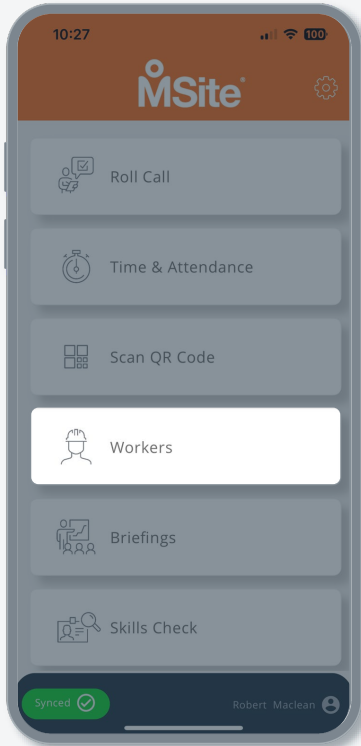 10:27
100
MSite
Roll Call
Time & Attendance
Scan QR Code
Workers
Briefings
Skills Check
Synced
Robert Maclean